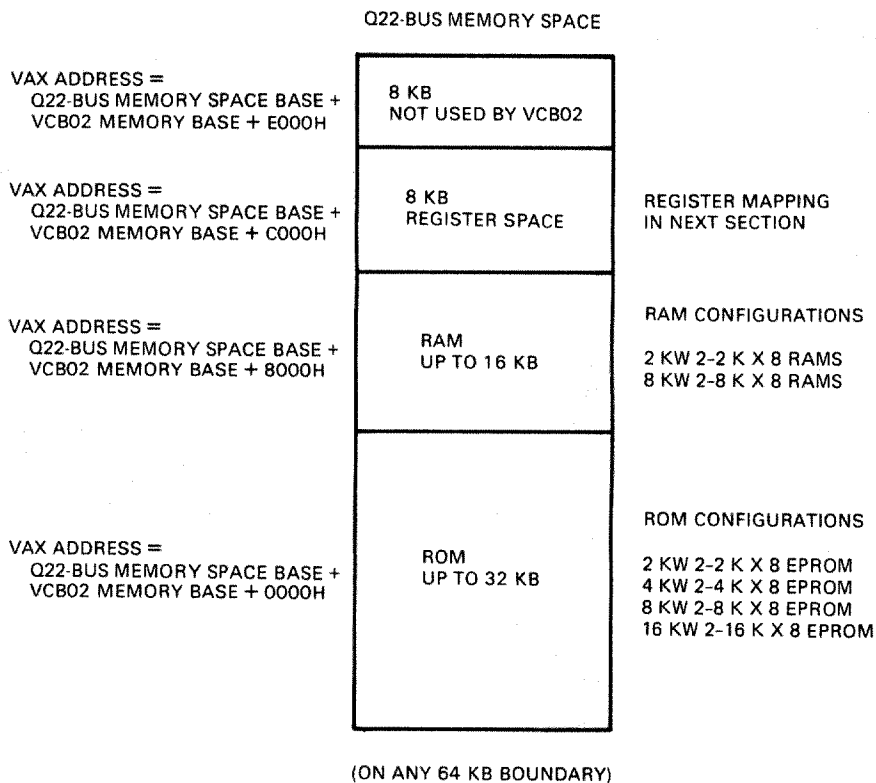 Q22-BUS MEMORY SPACE
VAX ADDRESS =
Q22-BUS MEMORY SPACE BASE +
VCB02 MEMORY BASE + E000H
8 KB
NOT USED BY VCB02
VAX ADDRESS =
Q22-BUS MEMORY SPACE BASE +
VCB02 MEMORY BASE + C000H
8 KB
REGISTER SPACE
REGISTER MAPPING
IN NEXT SECTION
VAX ADDRESS =
Q22-BUS MEMORY SPACE BASE +
VCB02 MEMORY BASE + 8000H
RAM
UP TO 16 KB
RAM CONFIGURATIONS
2 KW 2-2 K X 8 RAMS
8 KW 2-8 K X 8 RAMS
VAX ADDRESS =
Q22-BUS MEMORY SPACE BASE +
VCB02 MEMORY BASE + 0000H
ROM
UP TO 32 KB
ROM CONFIGURATIONS
2 KW 2-2 K X 8 EPROM
4 KW 2-4 K X 8 EPROM
8 KW 2-8 K X 8 EPROM
16 KW 2-16 K X 8 EPROM
(ON ANY 64 KB BOUNDARY)